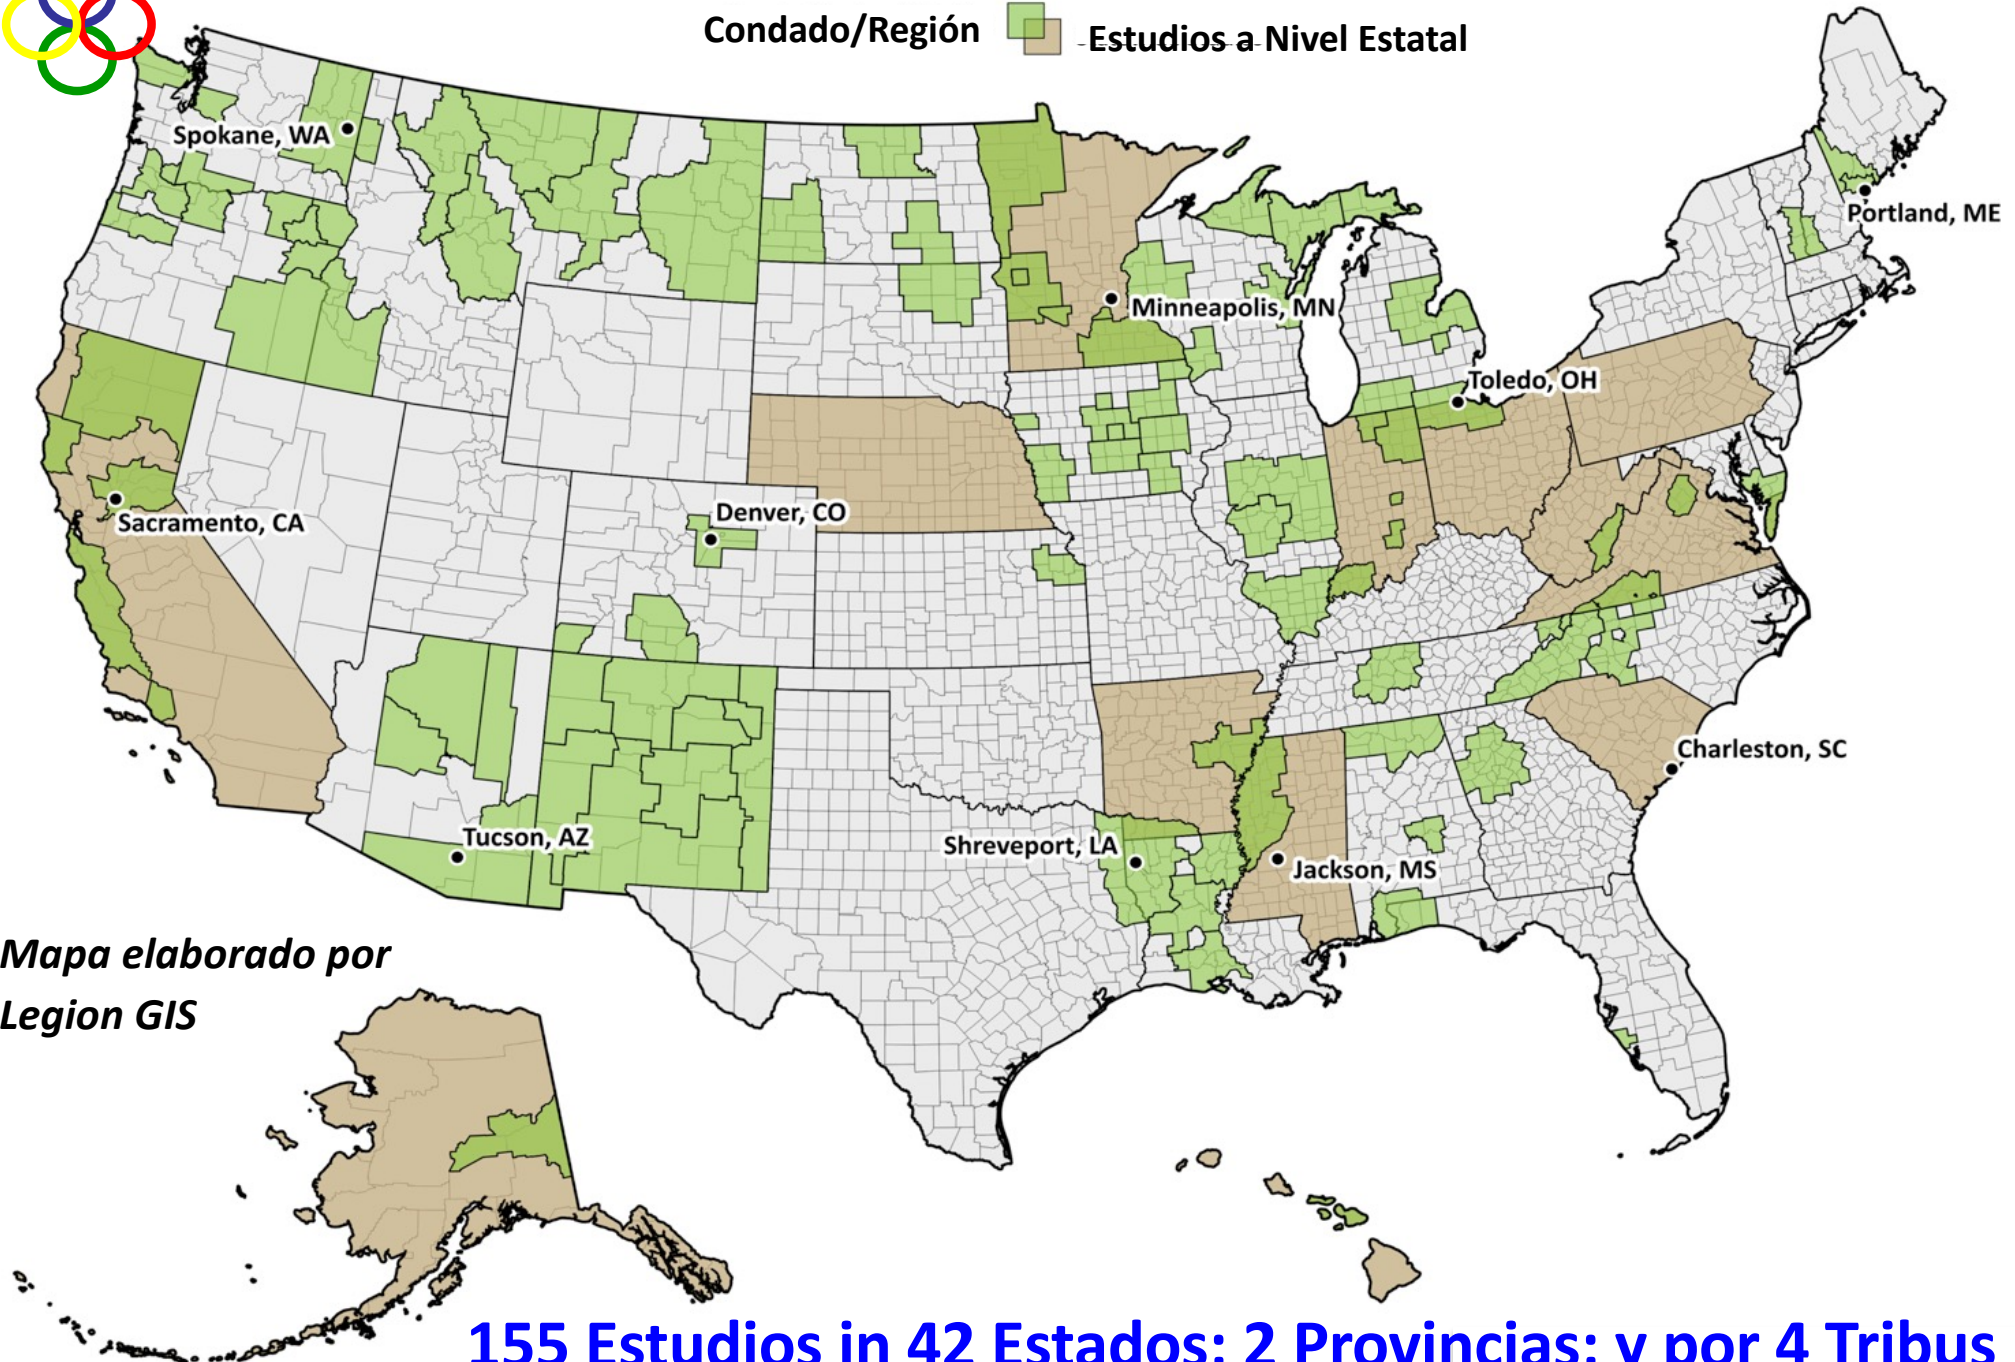 Condado/Región
Estudios a Nivel Estatal
Spokane, WA
Portland, ME
Minneapolis, MN
Toledo, OH
Sacramento, CA
Denver, CO
Charleston, SC
Tucson, AZ
Shreveport, LA
Jackson, MS
Mapa elaborado por
Legion GIS
155 Estudios in 42 Estados; 2 Provincias; y por 4 Tribus